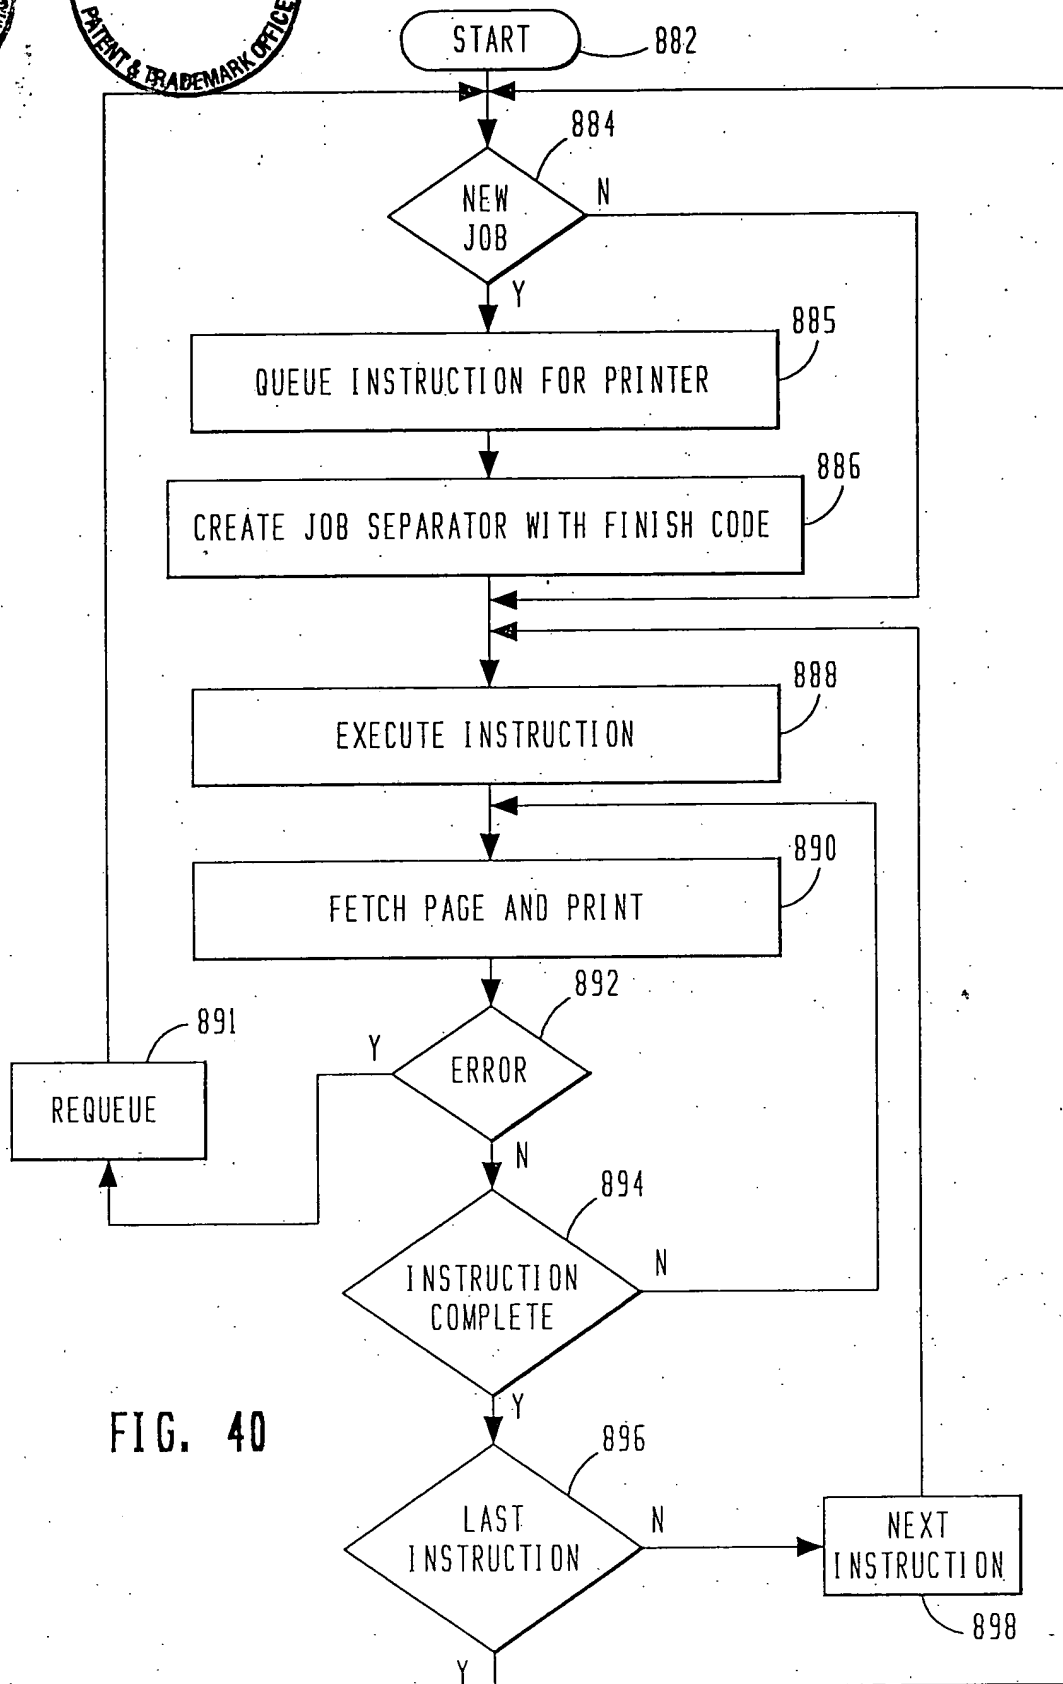 PATENT & TRADEMARK OFFICE
START
882
884
NEW
JOB
N
Y
885
QUEUE INSTRUCTION FOR PRINTER
886
CREATE JOB SEPARATOR WITH FINISH CODE
888
EXECUTE INSTRUCTION
890
FETCH PAGE AND PRINT
892
891
Y
ERROR
REQUEUE
N
894
INSTRUCTION
COMPLETE
N
Y
FIG. 40
896
LAST
INSTRUCTION
N
NEXT
INSTRUCTION
898
Y